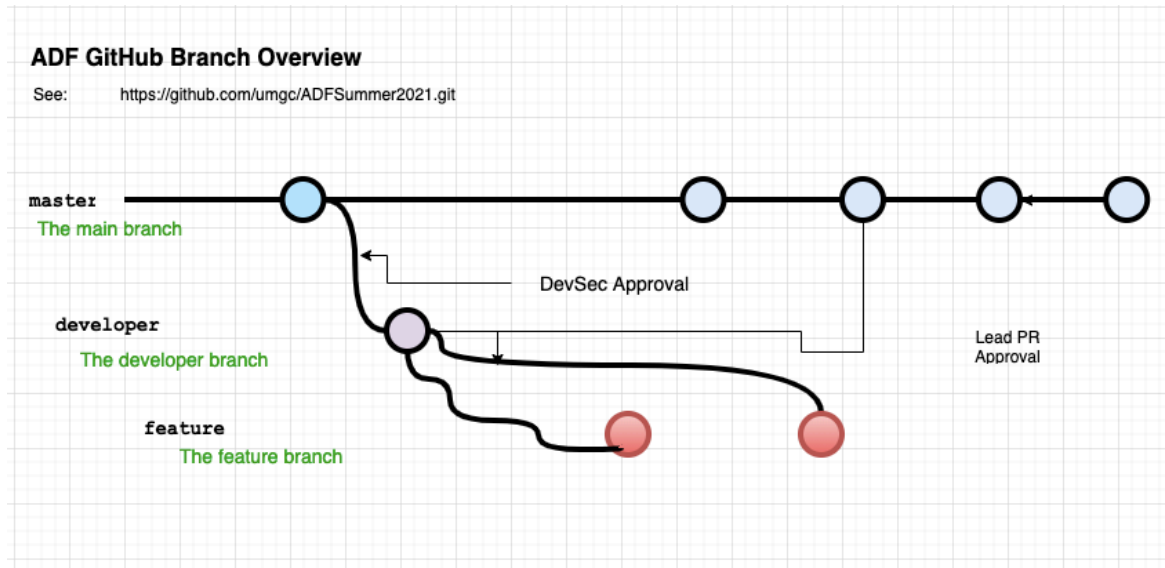 ADF GitHub Branch Overview
See: https://github.com/umgc/ADFSummer2021.git
master
The main branch
DevSec Approval
developer
The developer branch
Lead PR
Approval
feature
The feature branch